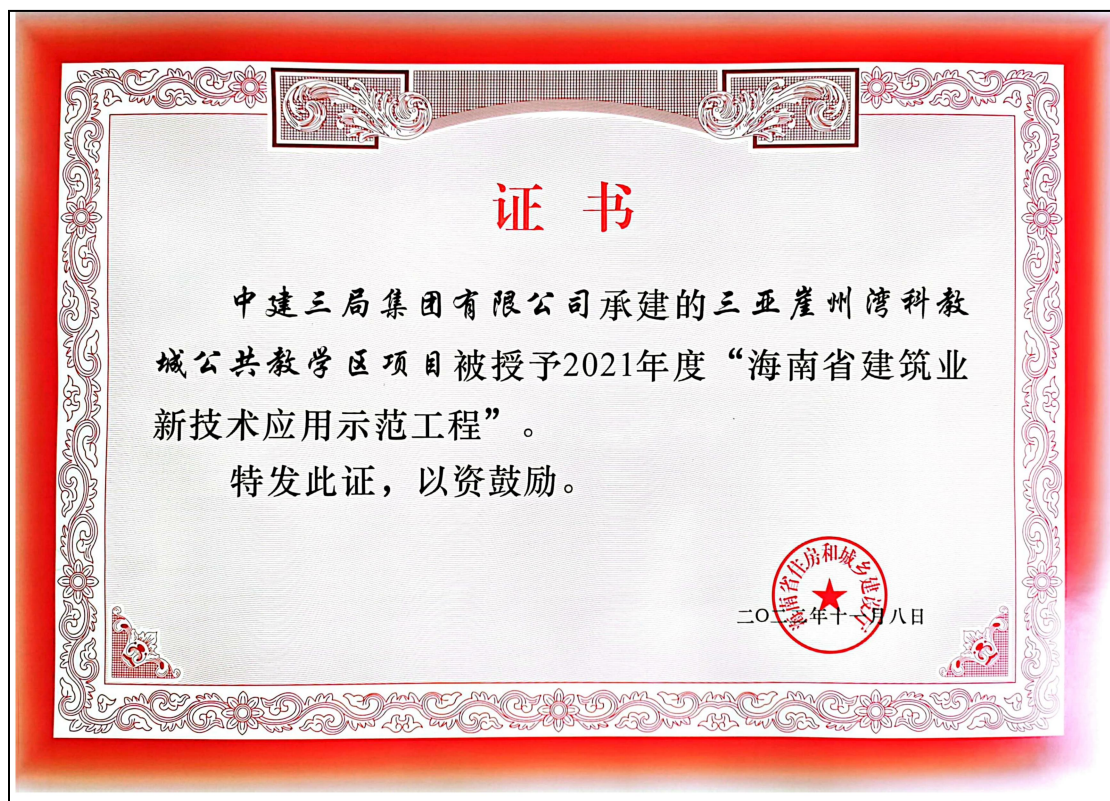 证书
中建三局集团有限公司承建的三亚崖州湾科教
城公共教学区项目被授予2021年度“海南省建筑业
新技术应用示范工程”。
特发此证，以资鼓励。
海南省住房和城乡建设厅
二〇二三年十一月八日